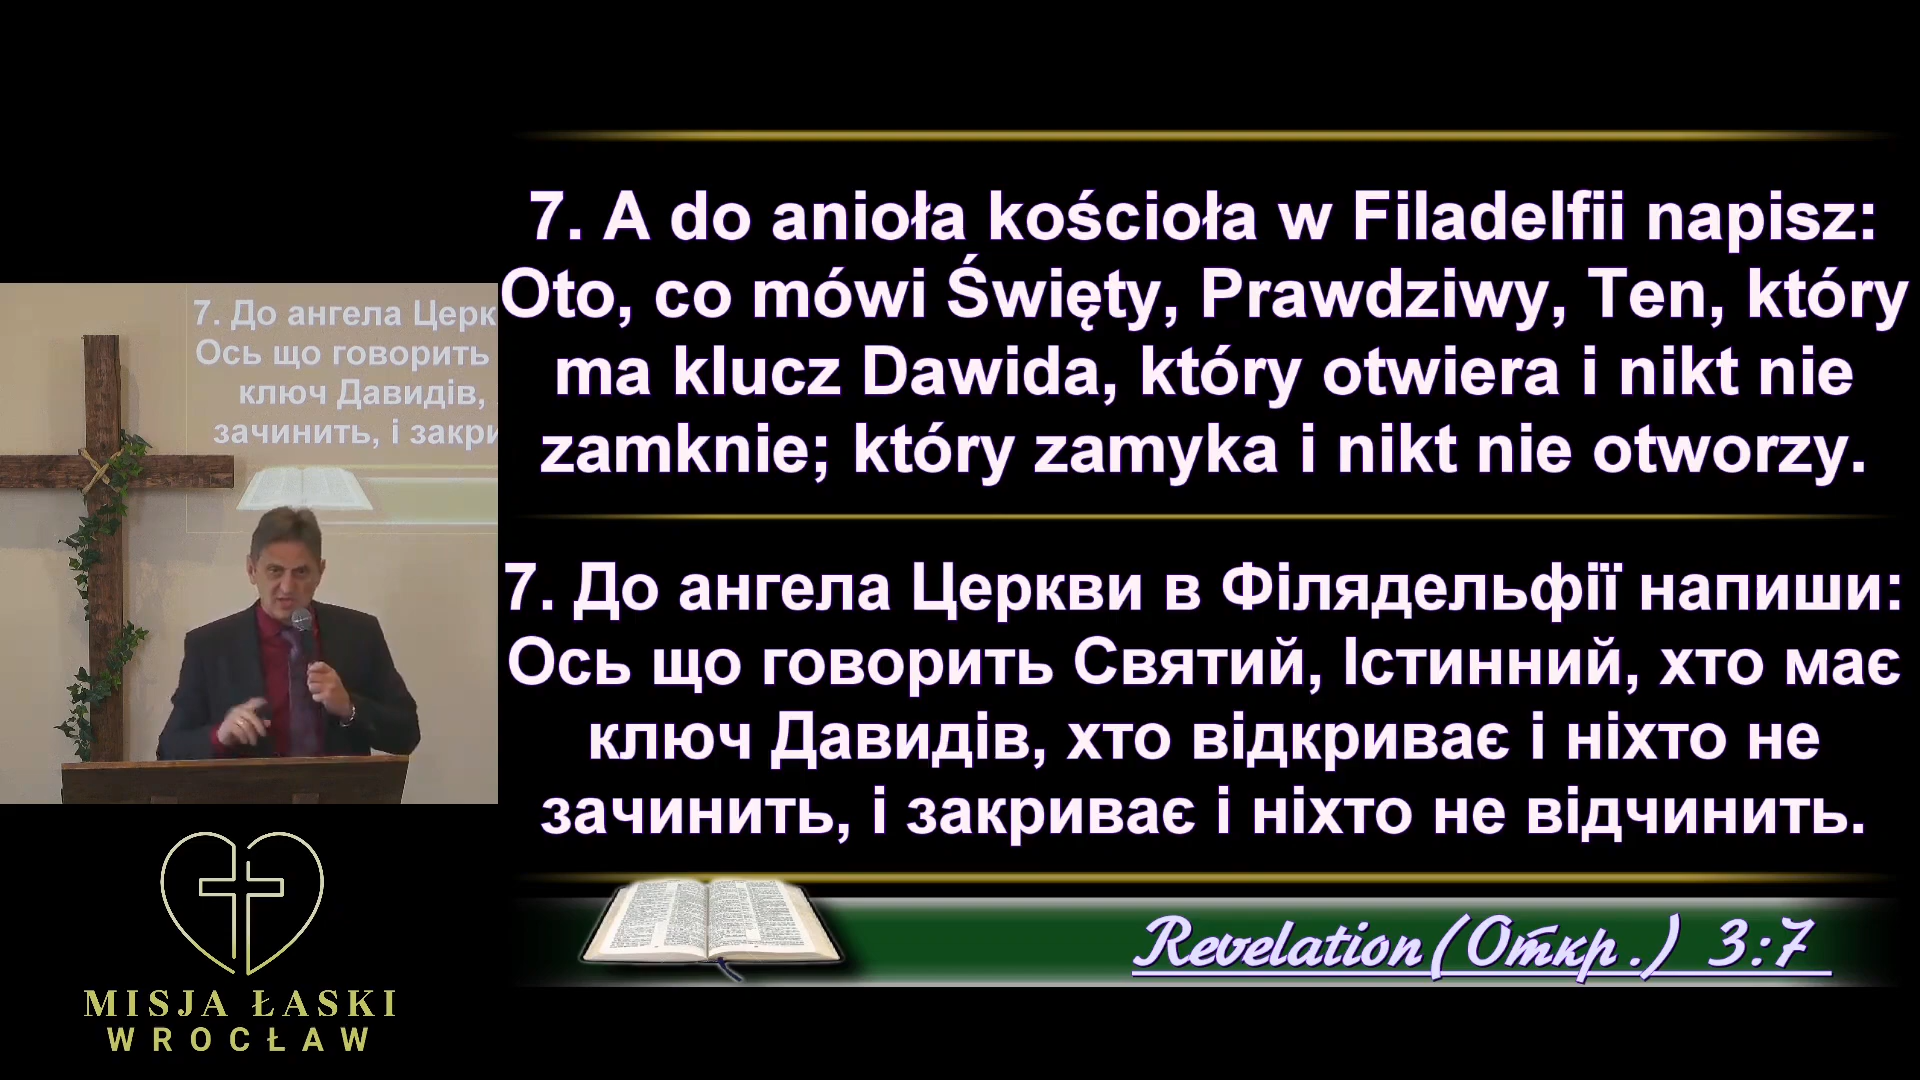 7. A do anioła kościoła w Filadelfii napisz:
Oto, co mówi Święty, Prawdziwy, Ten, który
ma klucz Dawida, który otwiera i nikt nie
zamknie; który zamyka i nikt nie otworzy.
7. До ангела Церкви в Філядельфії напиши:
Ось що говорить Святий, Істинний, хто має
ключ Давидів, хто відкриває і ніхто не
зачинить, і закриває і ніхто не відчинить.
Revelation(Откр.) 3:7
7. До ангела Церк
Ось що говорить
ключ Давидів,
зачинить, і закри
MISJA ŁASKI
WROCŁAW